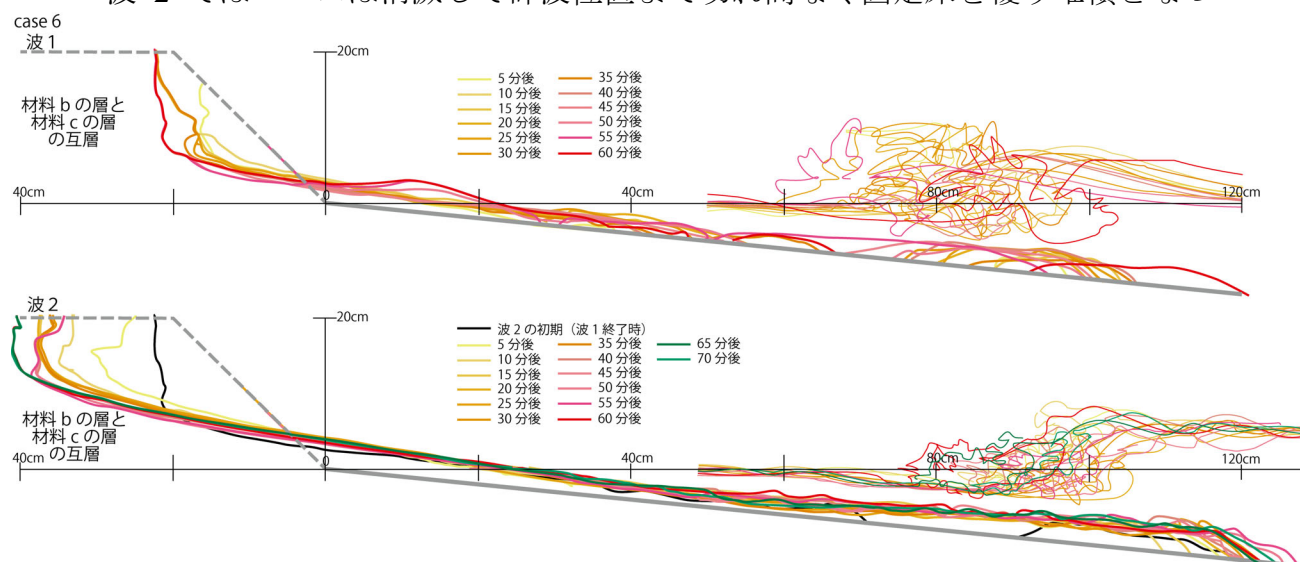 case 6
波 1
20cm
材料 b の層と
材料 c の層
の互層
5 分後
10 分後
15 分後
20 分後
25 分後
30 分後
35 分後
40 分後
45 分後
50 分後
55 分後
60 分後
40cm
0
40cm
80cm
120cm
波 2
20cm
材料 b の層と
材料 c の層
の互層
波 2 の初期（波 1 終了時）
5 分後
10 分後
15 分後
20 分後
25 分後
30 分後
35 分後
40 分後
45 分後
50 分後
55 分後
60 分後
65 分後
70 分後
40cm
0
40cm
80cm
120cm